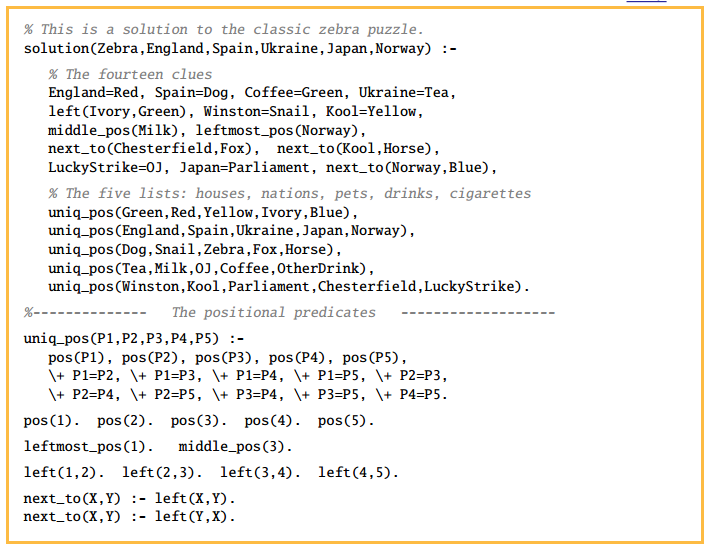 % This is a solution to the classic zebra puzzle.
solution(Zebra,England,Spain,Ukraine,Japan,Norway) :-
% The fourteen clues
England=Red, Spain=Dog, Coffee=Green, Ukraine=Tea,
left(Ivory,Green), Winston=Snail, Kool=Yellow,
middle_pos(Milk), leftmost_pos(Norway),
next_to(Chesterfield,Fox), next_to(Kool,Horse),
LuckyStrike=OJ, Japan=Parliament, next_to(Norway,Blue),
% The five lists: houses, nations, pets, drinks, cigarettes
uniq_pos(Green,Red,Yellow,Ivory,Blue),
uniq_pos(England,Spain,Ukraine,Japan,Norway),
uniq_pos(Dog,Snail,Zebra,Fox,Horse),
uniq_pos(Tea,Milk,OJ,Coffee,OtherDrink),
uniq_pos(Winston,Kool,Parliament,Chesterfield,LuckyStrike).
%-------------- The positional predicates -------------------
uniq_pos(P1,P2,P3,P4,P5) :-
pos(P1), pos(P2), pos(P3), pos(P4), pos(P5),
\+ P1=P2, \+ P1=P3, \+ P1=P4, \+ P1=P5, \+ P2=P3,
\+ P2=P4, \+ P2=P5, \+ P3=P4, \+ P3=P5, \+ P4=P5.
pos(1). pos(2). pos(3). pos(4). pos(5).
leftmost_pos(1). middle_pos(3).
left(1,2). left(2,3). left(3,4). left(4,5).
next_to(X,Y) :- left(X,Y).
next_to(X,Y) :- left(Y,X).